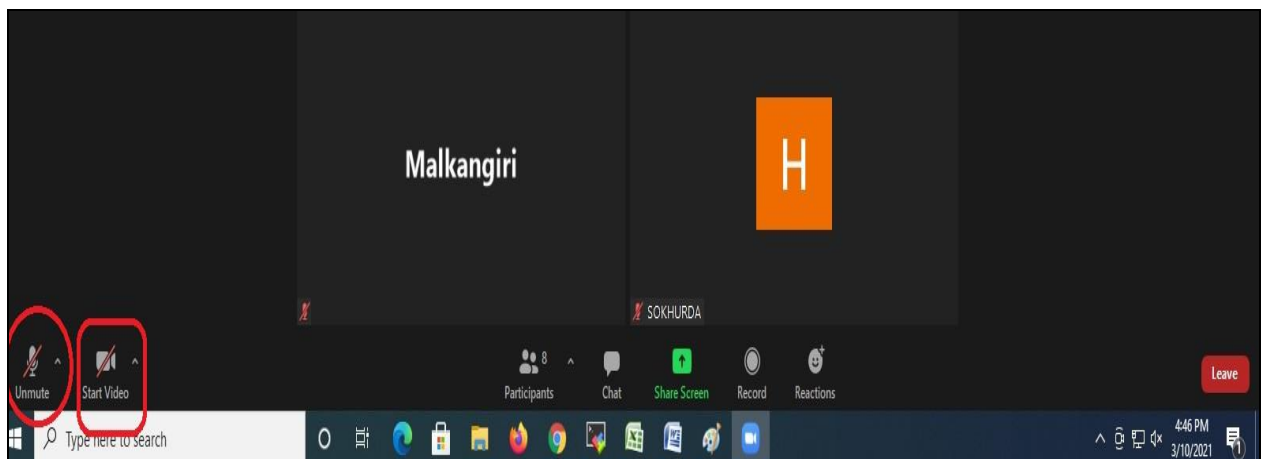 Malkangiri
H
SOKHURDA
Unmute
Start Video
8
Participants
Chat
Share Screen
Record
Reactions
Leave
Type here to search
4:46 PM
3/10/2021
1